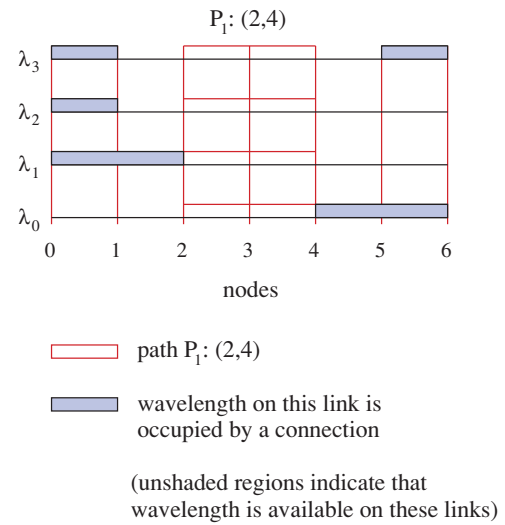 P₁: (2,4)
λ₃
λ₂
λ₁
λ₀
0 1 2 3 4 5 6
nodes
path P₁: (2,4)
wavelength on this link is
occupied by a connection
(unshaded regions indicate that
wavelength is available on these links)